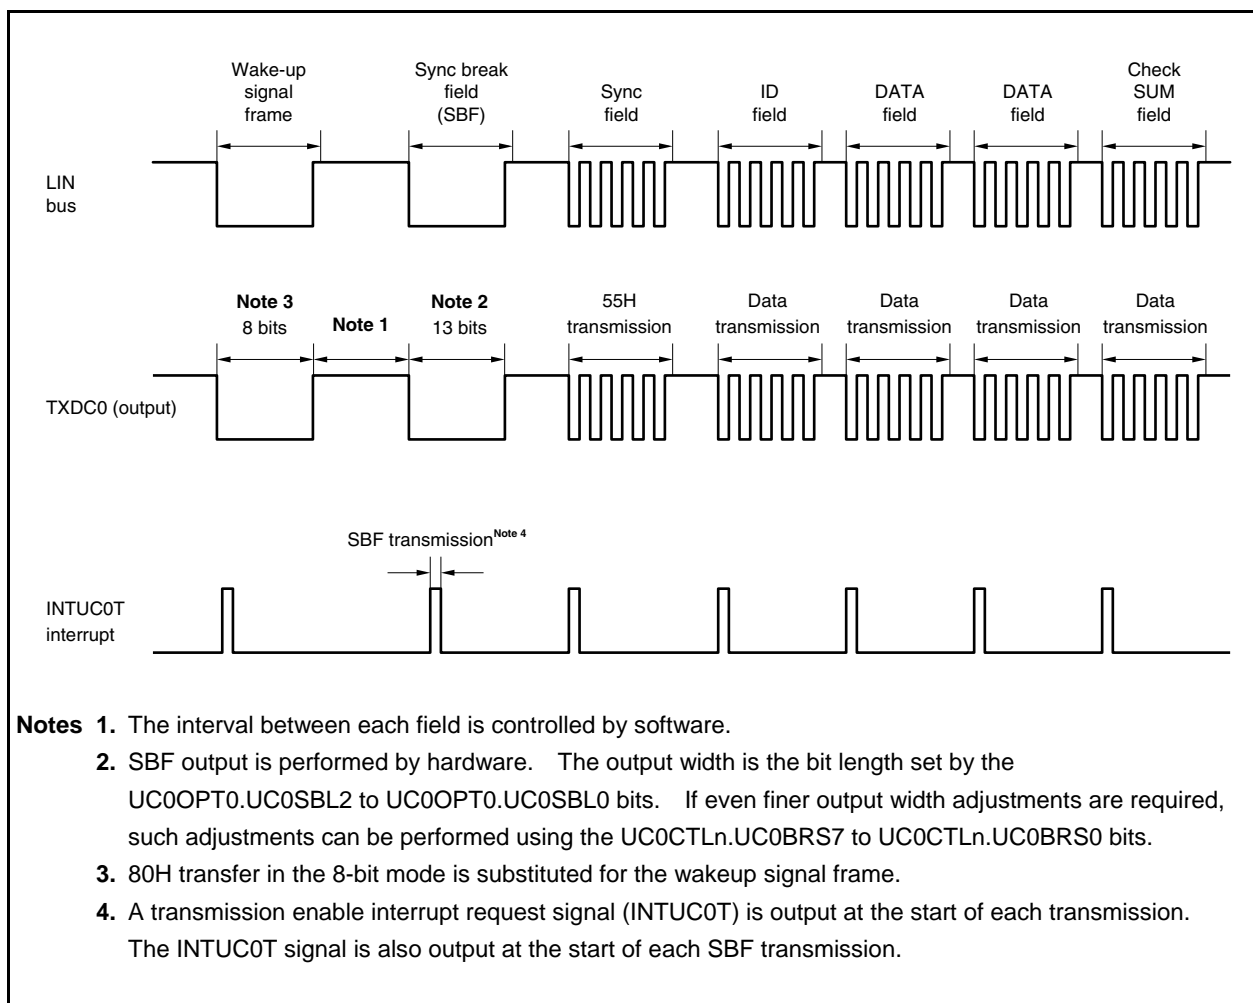 Wake-up
signal
frame
Sync break
field
(SBF)
Sync
field
ID
field
DATA
field
DATA
field
Check
SUM
field
LIN
bus
Note 3
8 bits
Note 1
Note 2
13 bits
55H
transmission
Data
transmission
Data
transmission
Data
transmission
Data
transmission
TXDC0 (output)
SBF transmission Note 4
INTUC0T
interrupt
Notes 1. The interval between each field is controlled by software.
2. SBF output is performed by hardware. The output width is the bit length set by the
UC0OPT0.UC0SBL2 to UC0OPT0.UC0SBL0 bits. If even finer output width adjustments are required,
such adjustments can be performed using the UC0CTLn.UC0BRS7 to UC0CTLn.UC0BRS0 bits.
3. 80H transfer in the 8-bit mode is substituted for the wakeup signal frame.
4. A transmission enable interrupt request signal (INTUC0T) is output at the start of each transmission.
The INTUC0T signal is also output at the start of each SBF transmission.